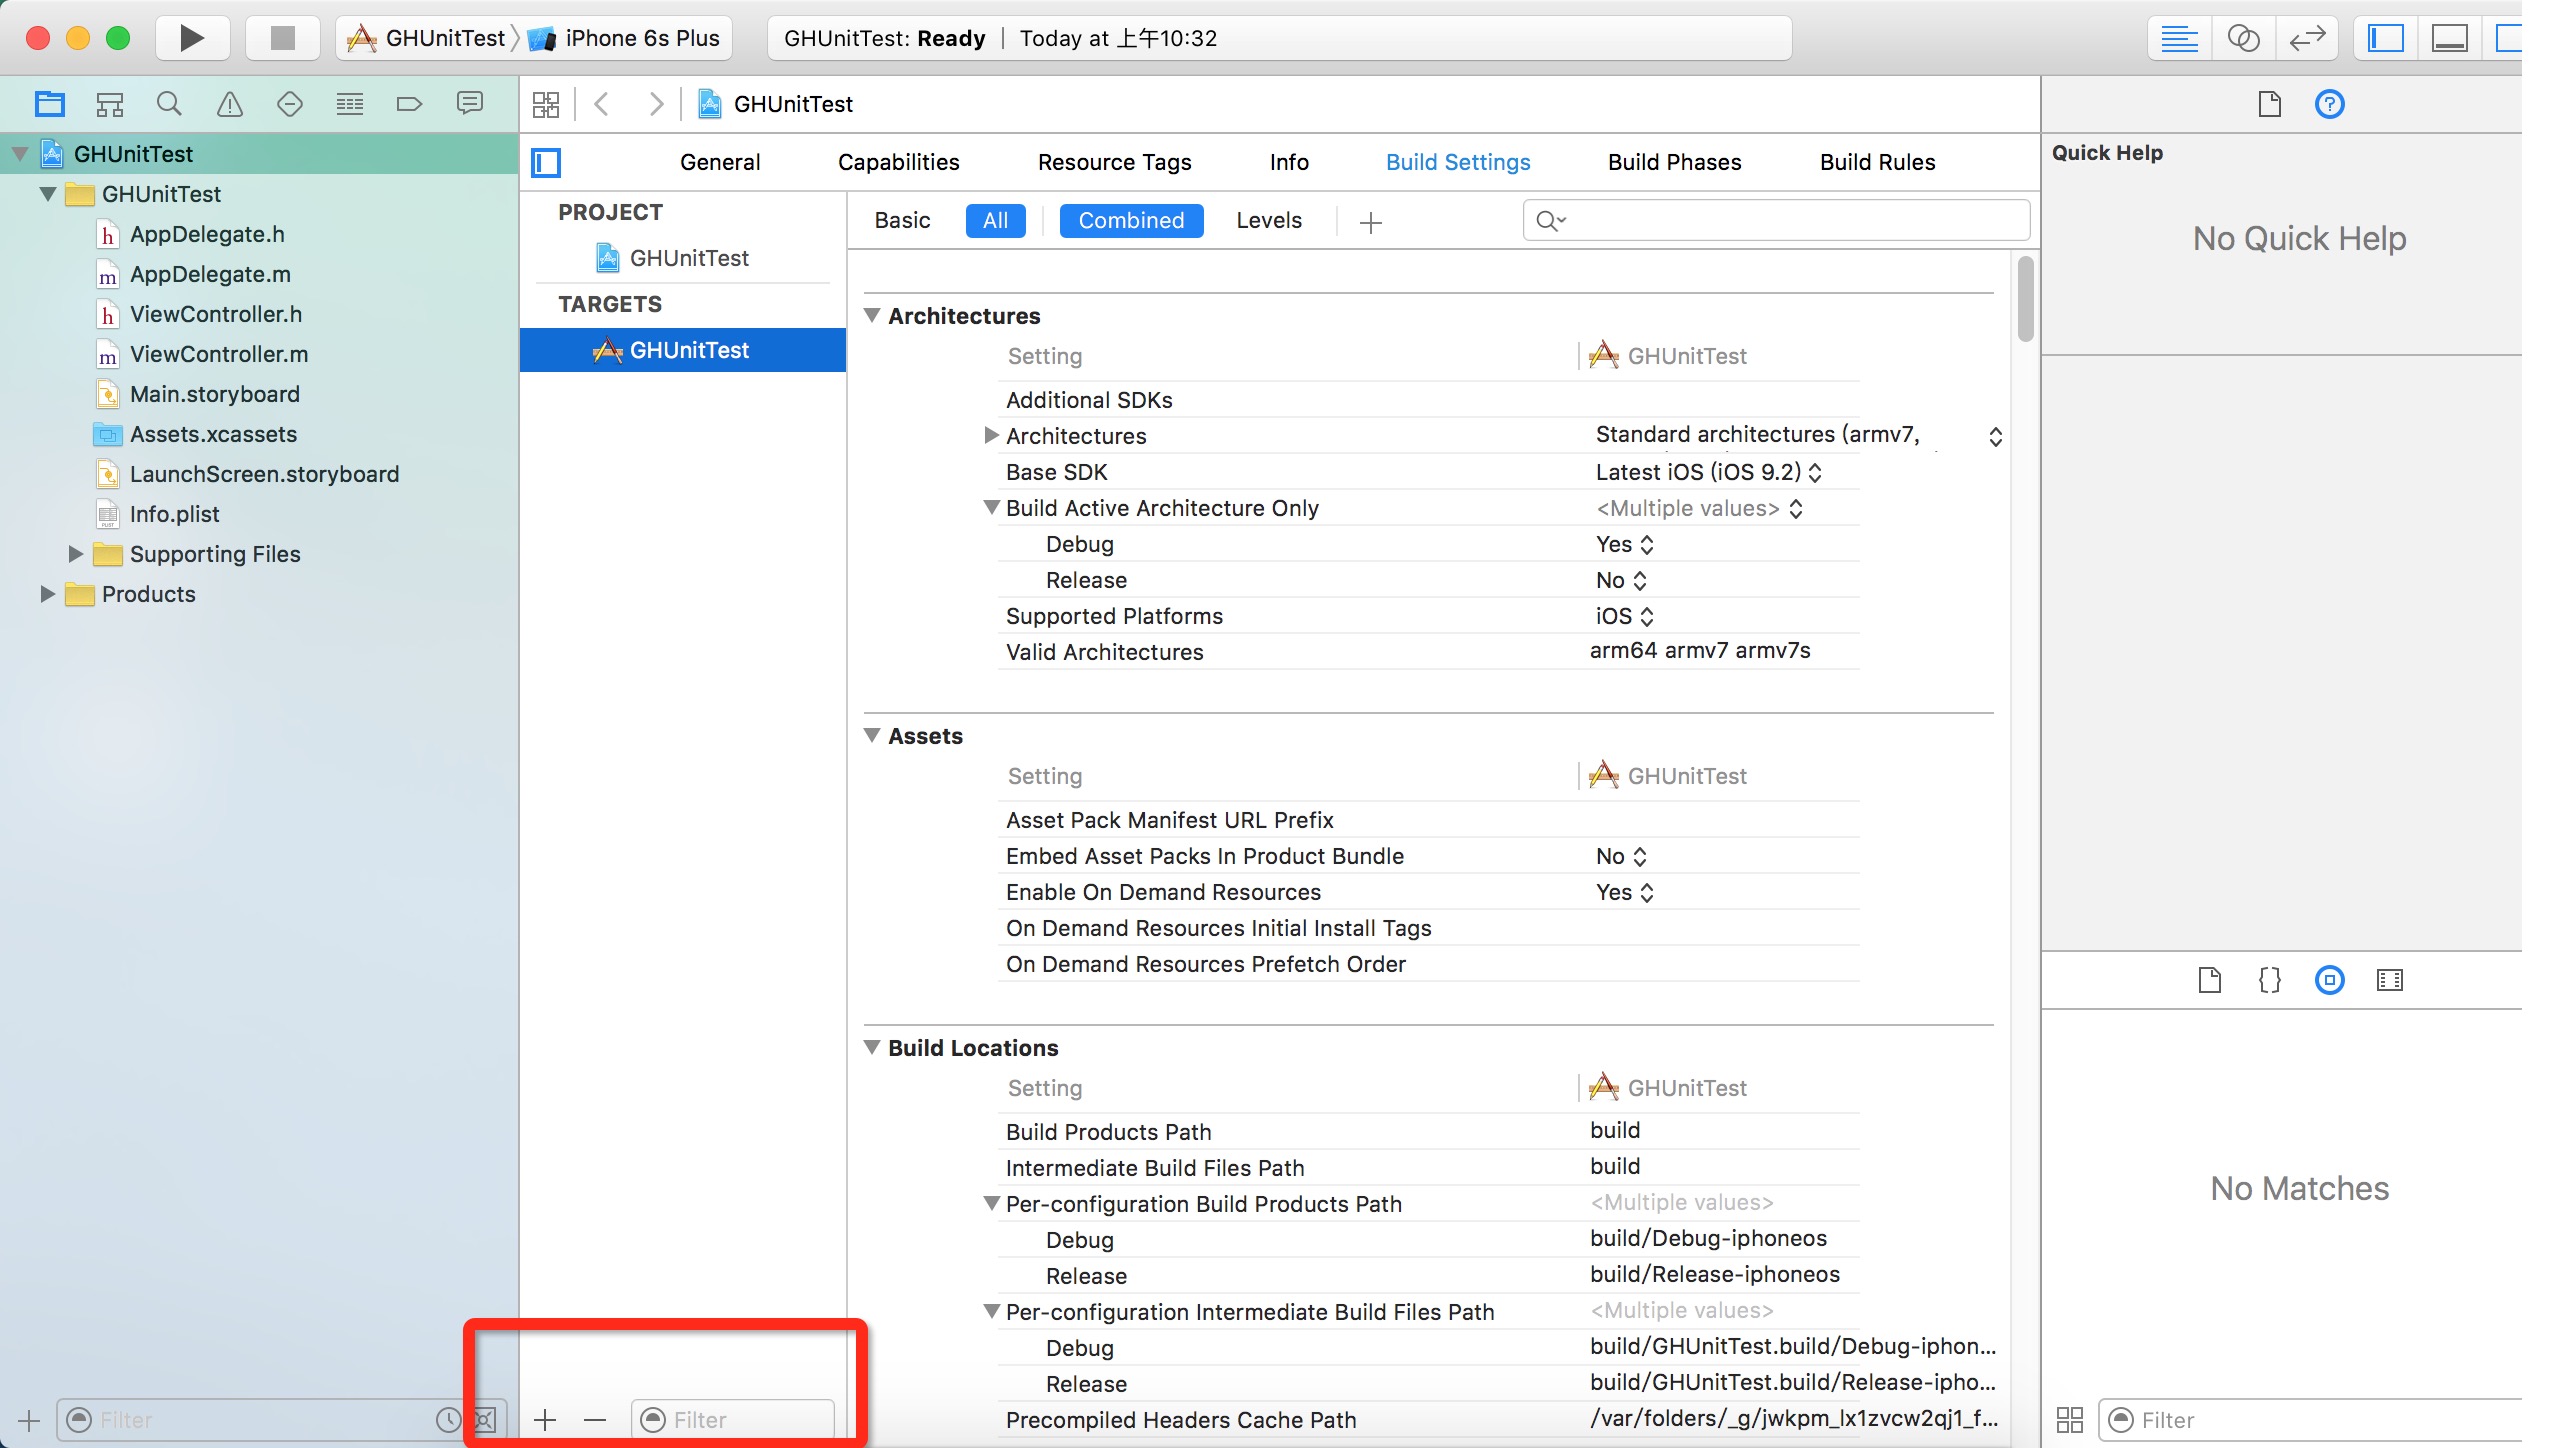 GHUnitTest iPhone 6s Plus
GHUnitTest: Ready | Today at 上午10:32
GHUnitTest
GHUnitTest
AppDelegate.h
AppDelegate.m
ViewController.h
ViewController.m
Main.storyboard
Assets.xcassets
LaunchScreen.storyboard
Info.plist
Supporting Files
Products
Filter
GHUnitTest
General Capabilities Resource Tags Info Build Settings Build Phases Build Rules
PROJECT
GHUnitTest
TARGETS
GHUnitTest
Filter
Basic All Combined Levels
Architectures
Setting GHUnitTest
Additional SDKs
Architectures Standard architectures (armv7,
Base SDK Latest iOS (iOS 9.2)
Build Active Architecture Only <Multiple values>
Debug Yes
Release No
Supported Platforms iOS
Valid Architectures arm64 armv7 armv7s
Assets
Setting GHUnitTest
Asset Pack Manifest URL Prefix
Embed Asset Packs In Product Bundle No
Enable On Demand Resources Yes
On Demand Resources Initial Install Tags
On Demand Resources Prefetch Order
Build Locations
Setting GHUnitTest
Build Products Path build
Intermediate Build Files Path build
Per-configuration Build Products Path <Multiple values>
Debug build/Debug-iphoneos
Release build/Release-iphoneos
Per-configuration Intermediate Build Files Path <Multiple values>
Debug build/GHUnitTest.build/Debug-iphon...
Release build/GHUnitTest.build/Release-ipho...
Precompiled Headers Cache Path /var/folders/_g/jwkpm_lx1zvcw2qj1_f...
Quick Help
No Quick Help
No Matches
Filter